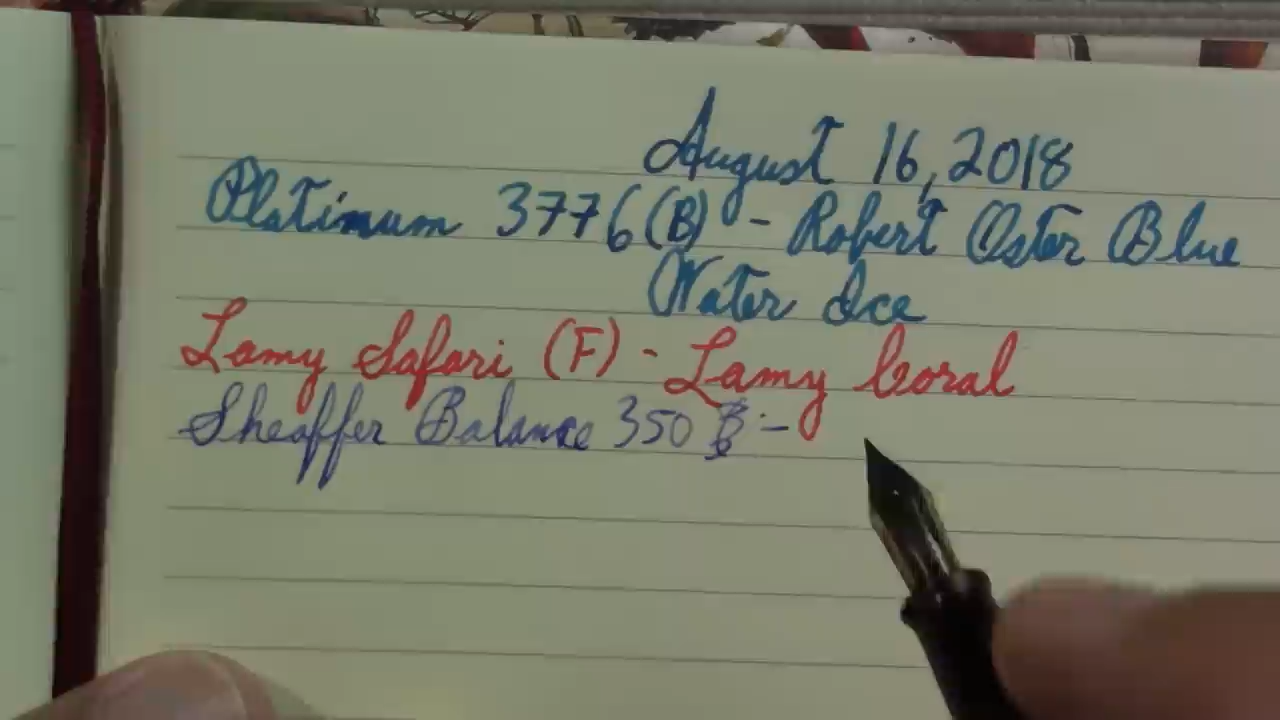 August 16, 2018
Platinum 3776 (B) - Robert Oster Blue
Water Ice
Lamy Safari (F) - Lamy Coral
Sheaffer Balance 350 B -